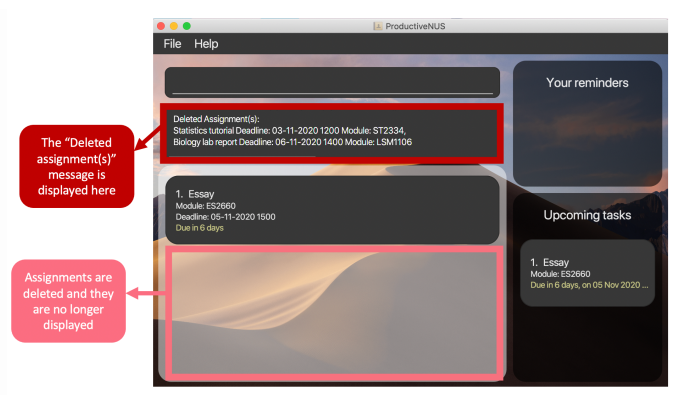 ProductiveNUS
File Help
Your reminders
Deleted Assignment(s):
Statistics tutorial Deadline: 03-11-2020 1200 Module: ST2334,
Biology lab report Deadline: 06-11-2020 1400 Module: LSM1106
The “Deleted
assignment(s)”
message is
displayed here
1. Essay
Module: ES2660
Deadline: 05-11-2020 1500
Due in 6 days
Upcoming tasks
1. Essay
Module: ES2660
Due in 6 days, on 05 Nov 2020 ...
Assignments are
deleted and they
are no longer
displayed